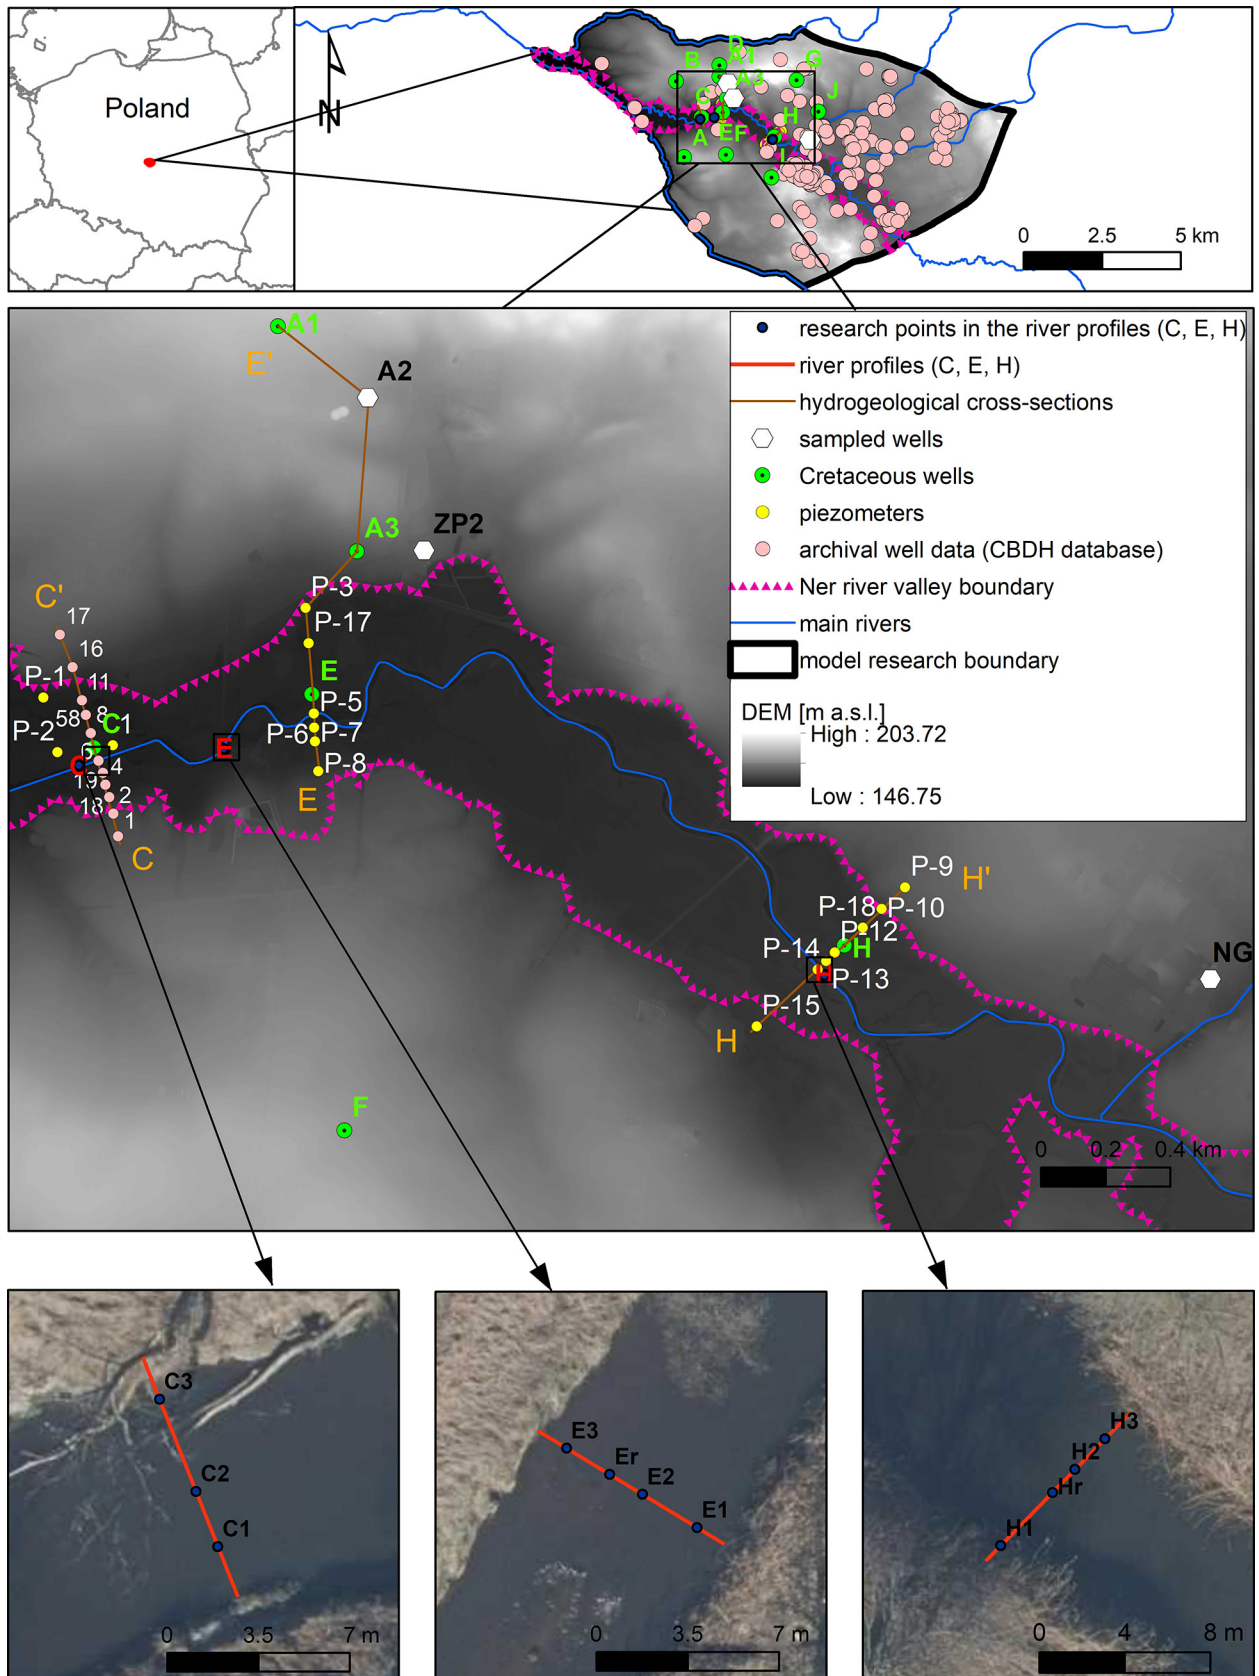 Poland
N
D
B
A1
G
A3
C
J
A
E
F
H
I
0 2.5 5 km
A1
E'
A2
A3
ZP2
P-3
C'
17
P-17
16
P-1
E
11
P-5
58
8
C1
P-2
P-6
P-7
E
6
C
4
P-8
19
2
E
18
1
C
research points in the river profiles (C, E, H)
river profiles (C, E, H)
hydrogeological cross-sections
sampled wells
Cretaceous wells
piezometers
archival well data (CBDH database)
Ner river valley boundary
main rivers
model research boundary
DEM [m a.s.l.]
High : 203.72
Low : 146.75
P-9
H'
P-18
P-10
P-12
P-14
H
NG
H
P-13
P-15
H
F
0 0.2 0.4 km
C3
C2
C1
0 3.5 7 m
E3
Er
E2
E1
0 3.5 7 m
H3
H2
Hr
H1
0 4 8 m